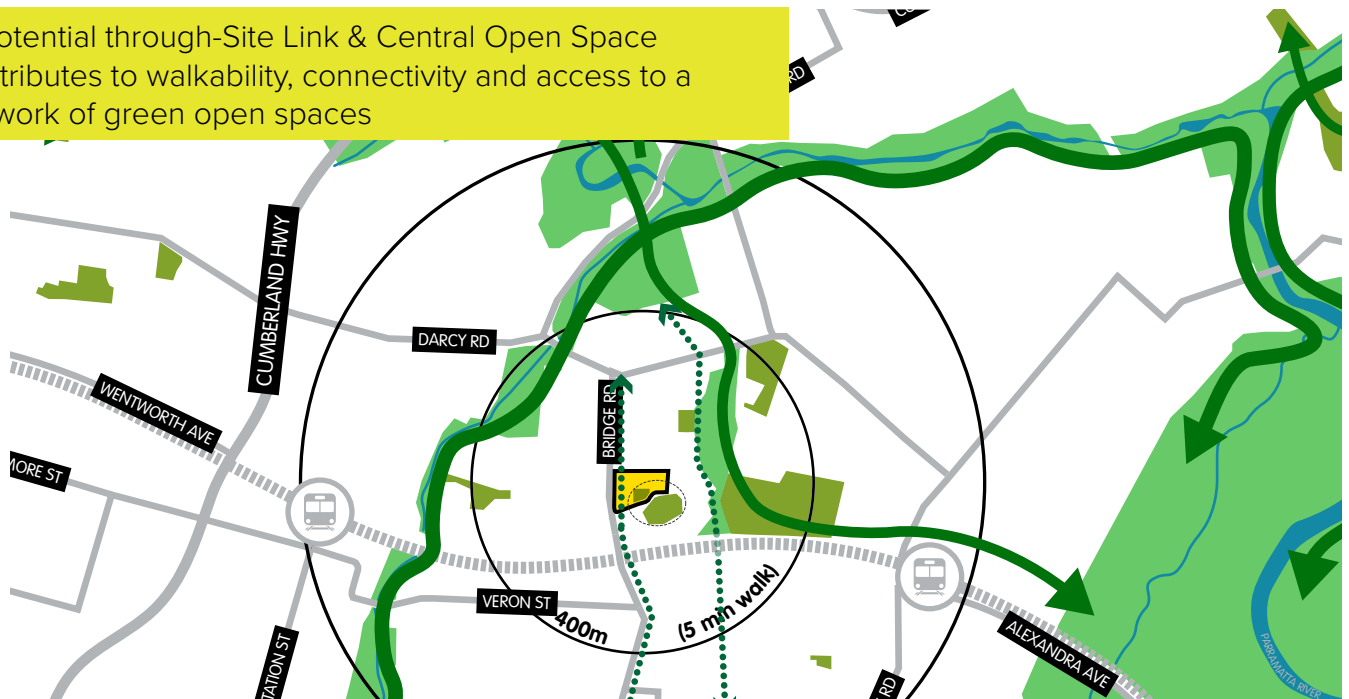 otential through-Site Link & Central Open Space
tributes to walkability, connectivity and access to a
work of green open spaces
RD
CUMBERLAND HWY
DARCY RD
WENTWORTH AVE
BRIDGE RD
MORE ST
VERON ST
400m
(5 min walk)
TATION ST
RD
ALEXANDRA AVE
PARRAMATTA RIVER